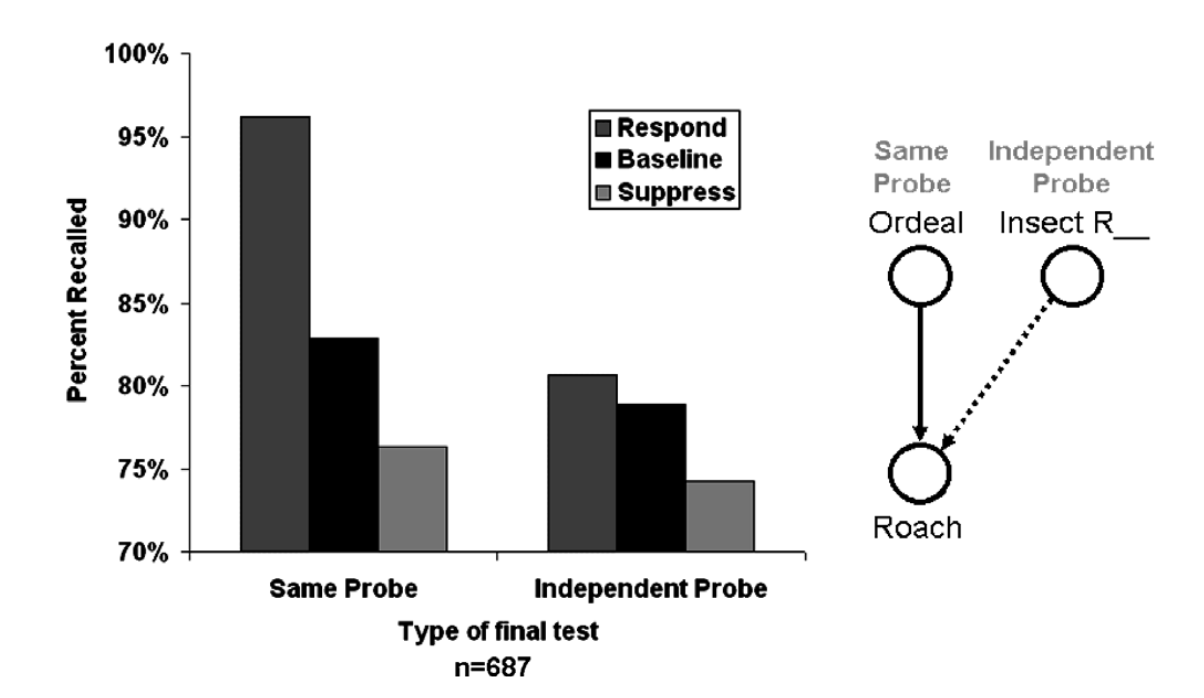 100%
95%
90%
85%
80%
75%
70%
Percent Recalled
Respond
Baseline
Suppress
Same Probe
Independent Probe
Type of final test
n=687
Same Independent
Probe Probe
Ordeal Insect R__
Roach